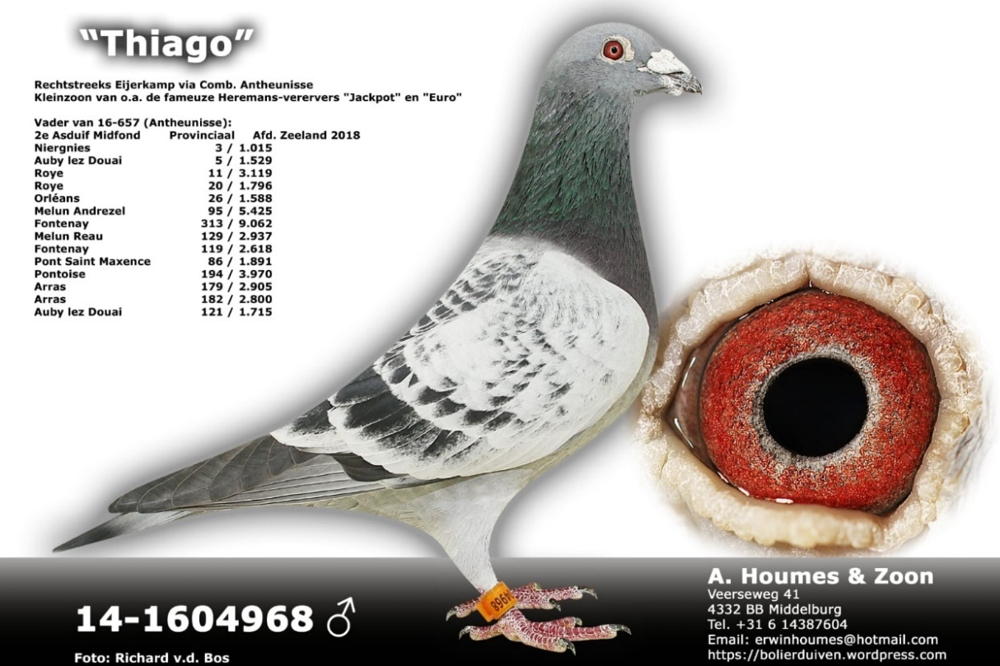 “Thiago”
Rechtstreeks Eijerkamp via Comb. Antheunisse
Kleinzoon van o.a. de fameuze Heremans-verervers "Jackpot" en "Euro"
Vader van 16-657 (Antheunisse):
2e Asduif Midfond Provinciaal Afd. Zeeland 2018
Niergnies 3 / 1.015
Auby lez Douai 5 / 1.529
Roye 11 / 3.119
Roye 20 / 1.796
Orléans 26 / 1.588
Melun Andrezel 95 / 5.425
Fontenay 313 / 9.062
Melun Reau 129 / 2.937
Fontenay 119 / 2.618
Pont Saint Maxence 86 / 1.891
Pontoise 194 / 3.970
Arras 179 / 2.905
Arras 182 / 2.800
Auby lez Douai 121 / 1.715
14-1604968 ♂
Foto: Richard v.d. Bos
A. Houmes & Zoon
Veerseweg 41
4332 BB Middelburg
Tel. +31 6 14387604
Email: erwinhoumes@hotmail.com
https://bolierduiven.wordpress.com